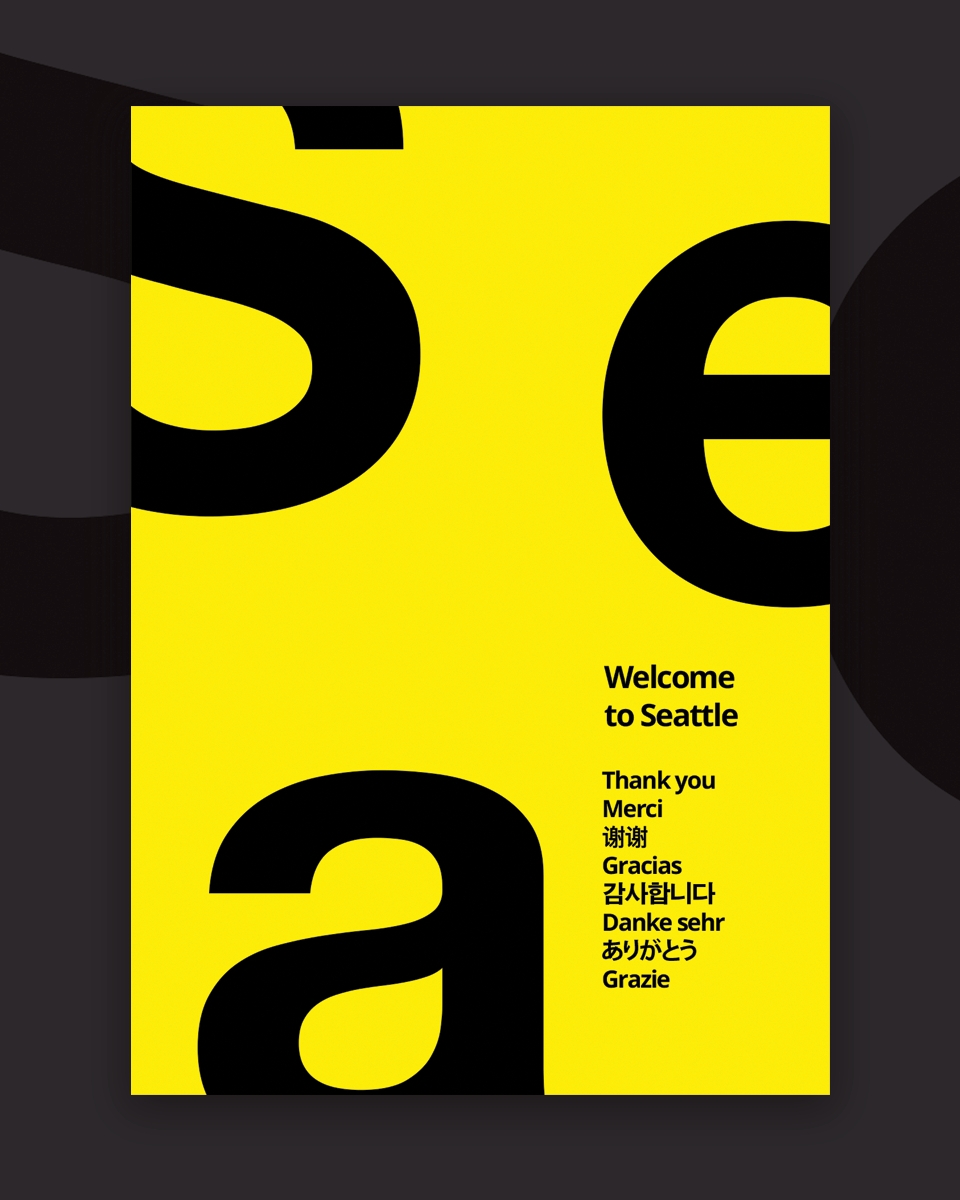 S e
a
Welcome
to Seattle
Thank you
Merci
谢谢
Gracias
감사합니다
Danke sehr
ありがとう
Grazie